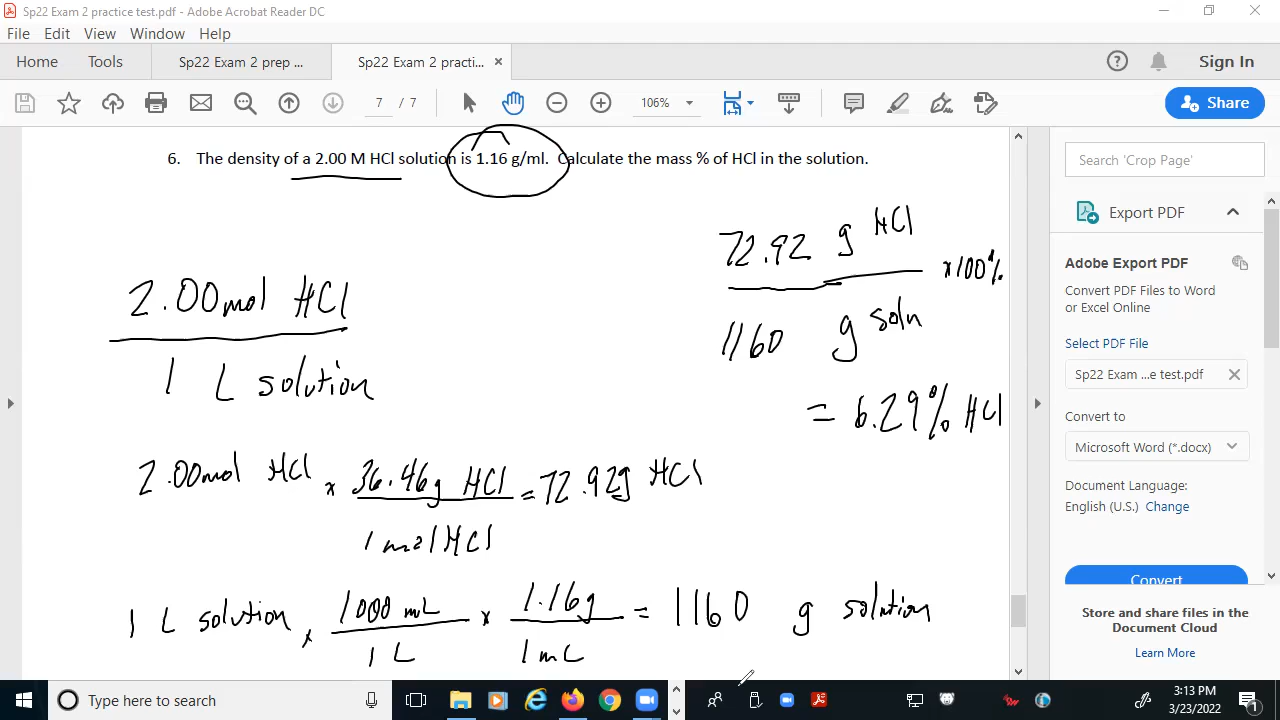 Sp22 Exam 2 practice test.pdf - Adobe Acrobat Reader DC
File Edit View Window Help
Home Tools Sp22 Exam 2 prep ... Sp22 Exam 2 practi... ×
7 / 7 106% Sign In
Share
6. The density of a 2.00 M HCl solution is 1.16 g/ml. Calculate the mass % of HCl in the solution.
72.92 g HCl
x100%
1160 g soln
= 6.29% HCl
2.00mol HCl
1 L solution
2.00mol HCl x 36.46g HCl = 72.92g HCl
1 mol HCl
1 L solution x 1000 mL x 1.16g = 1160 g solution
1 L 1 mL
Search 'Crop Page'
Export PDF
Adobe Export PDF
Convert PDF Files to Word
or Excel Online
Select PDF File
Sp22 Exam ...e test.pdf
Convert to
Microsoft Word (*.docx)
Document Language:
English (U.S.) Change
Convert
Store and share files in the
Document Cloud
Learn More
Type here to search
3:13 PM
3/23/2022
1